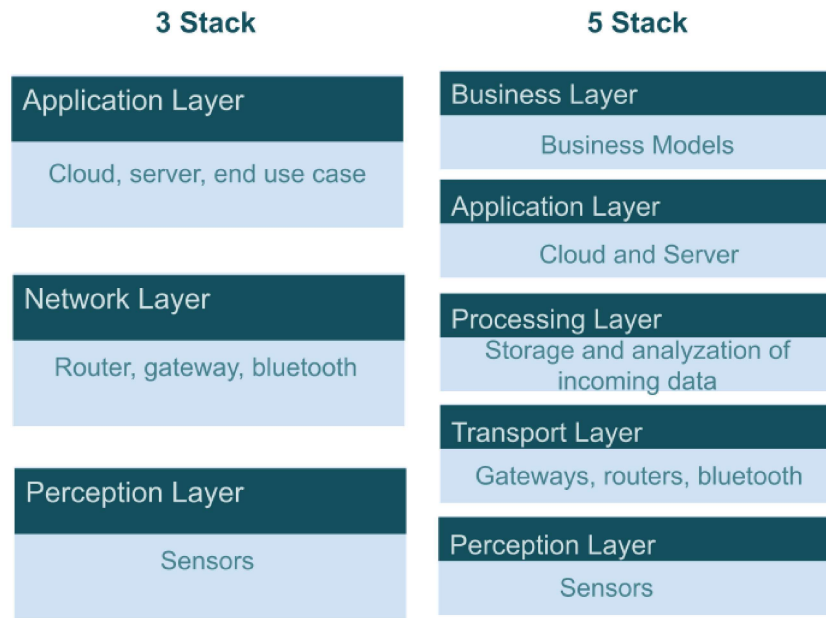 3 Stack
Application Layer
Cloud, server, end use case
Network Layer
Router, gateway, bluetooth
Perception Layer
Sensors
5 Stack
Business Layer
Business Models
Application Layer
Cloud and Server
Processing Layer
Storage and analyzation of
incoming data
Transport Layer
Gateways, routers, bluetooth
Perception Layer
Sensors